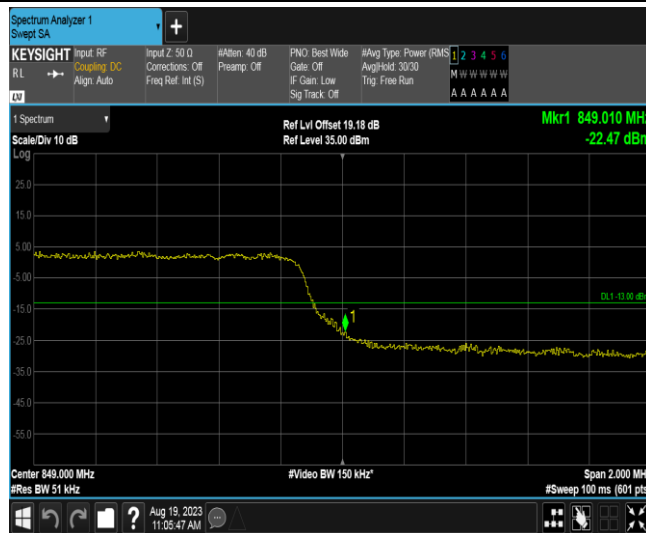 Spectrum Analyzer 1
Swept SA
KEYSIGHT Input: RF Input Z: 50 Ω #Atten: 40 dB PNO: Best Wide #Avg Type: Power (RMS 1 2 3 4 5 6
RL Coupling: DC Corrections: Off Preamp: Off Gate: Off Avg|Hold: 30/30 M W W W W W
Align: Auto Freq Ref: Int (S) IF Gain: Low Trig: Free Run
LXI Sig Track: Off A A A A A A
1 Spectrum Ref Lvl Offset 19.18 dB Mkr1 849.010 MHz
Scale/Div 10 dB Ref Level 35.00 dBm -22.47 dBm
Log
25.0
15.0
5.00
-5.00
DL1 -13.00 dBm
-15.0
1
-25.0
-35.0
-45.0
-55.0
Center 849.000 MHz #Video BW 150 kHz* Span 2.000 MHz
#Res BW 51 kHz #Sweep 100 ms (601 pts
? Aug 19, 2023
11:05:47 AM